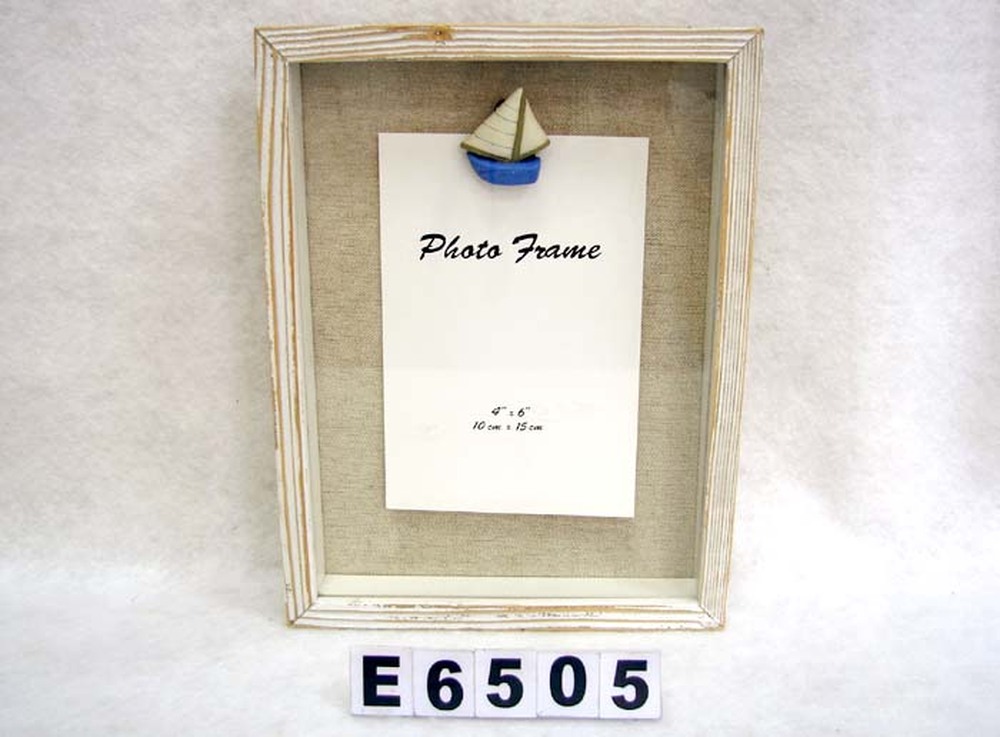 Photo Frame
4" x 6"
10 cm x 15 cm
E6505